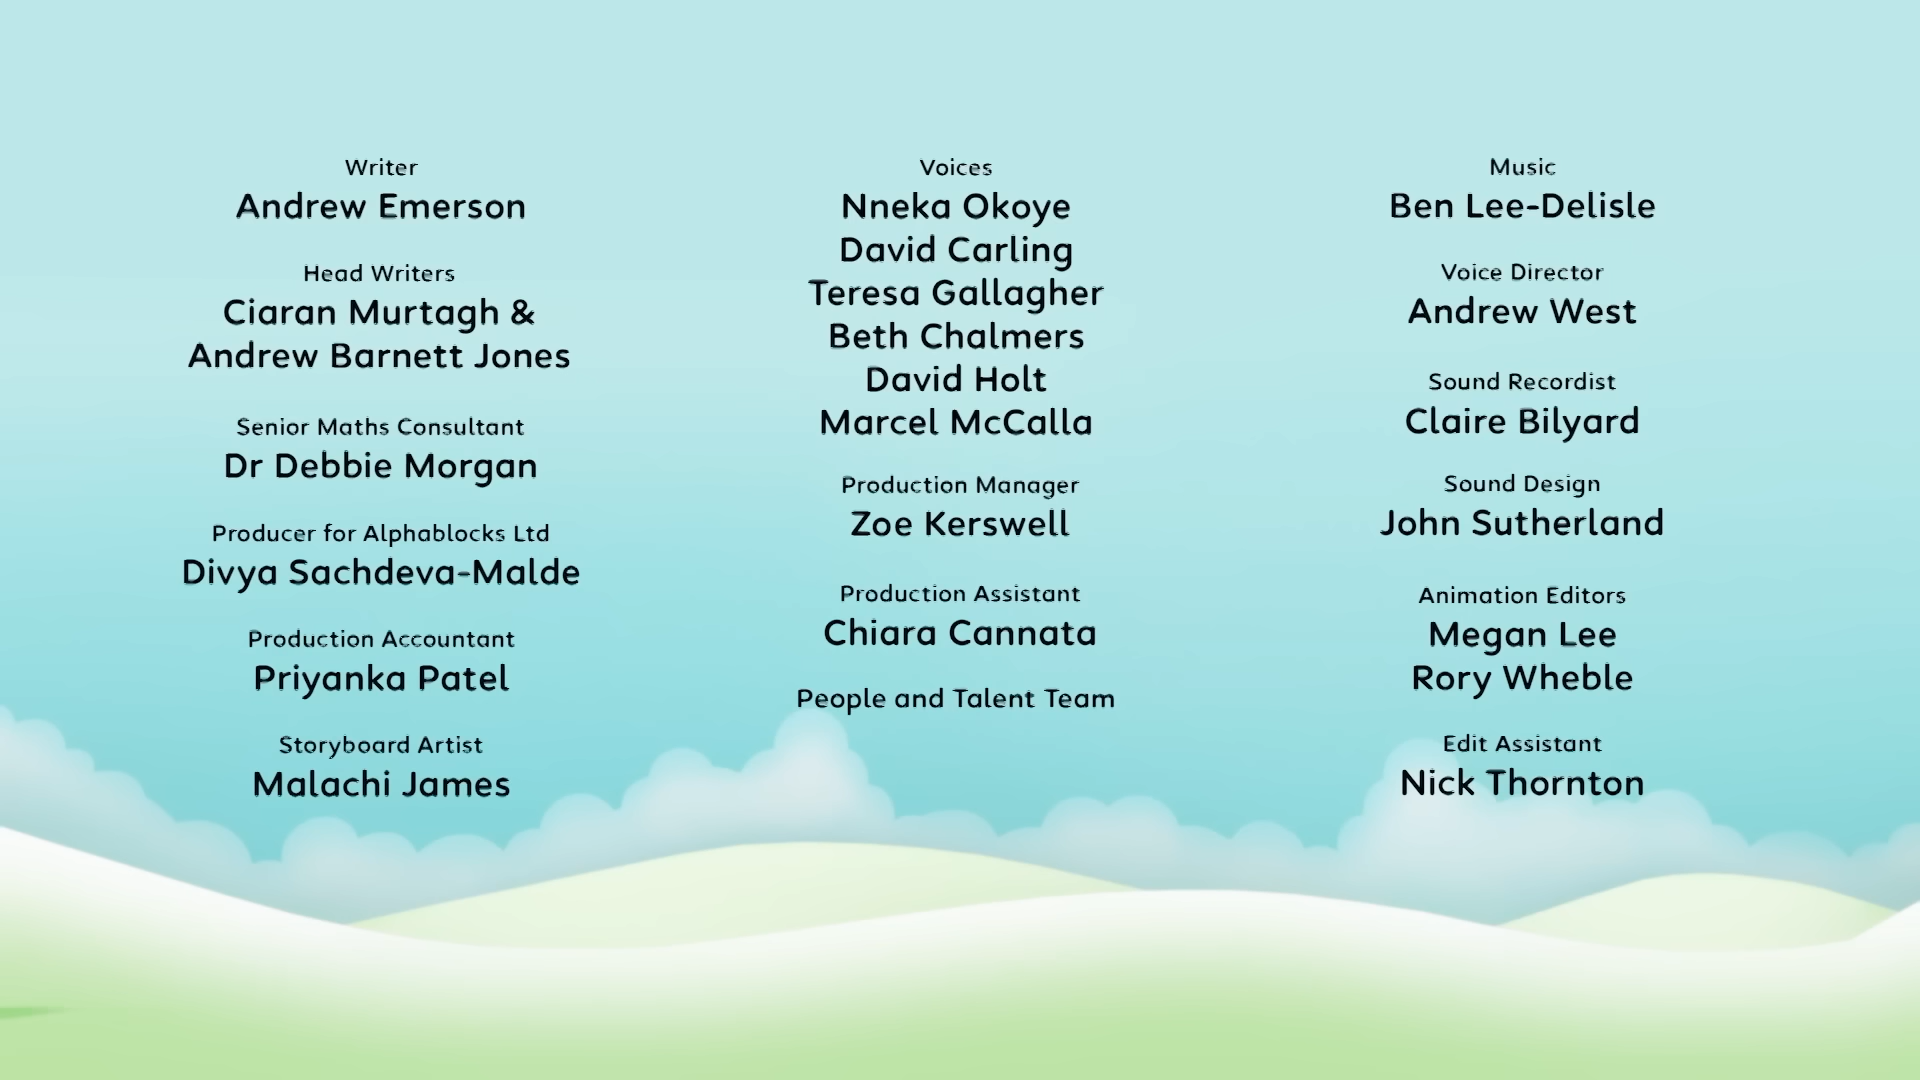 Writer
Andrew Emerson
Head Writers
Ciaran Murtagh &
Andrew Barnett Jones
Senior Maths Consultant
Dr Debbie Morgan
Producer for Alphablocks Ltd
Divya Sachdeva-Malde
Production Accountant
Priyanka Patel
Storyboard Artist
Malachi James
Voices
Nneka Okoye
David Carling
Teresa Gallagher
Beth Chalmers
David Holt
Marcel McCalla
Production Manager
Zoe Kerswell
Production Assistant
Chiara Cannata
People and Talent Team
Music
Ben Lee-Delisle
Voice Director
Andrew West
Sound Recordist
Claire Bilyard
Sound Design
John Sutherland
Animation Editors
Megan Lee
Rory Wheble
Edit Assistant
Nick Thornton